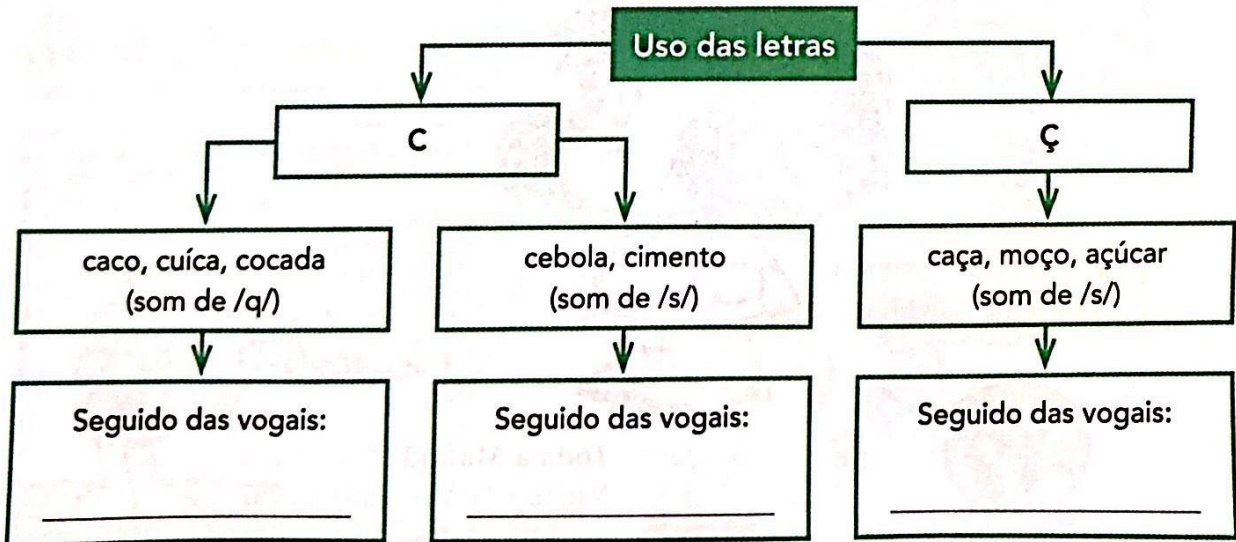 Uso das letras
C
Ç
caco, cuíca, cocada
(som de /q/)
cebola, cimento
(som de /s/)
caça, moço, açúcar
(som de /s/)
Seguido das vogais:
Seguido das vogais:
Seguido das vogais: